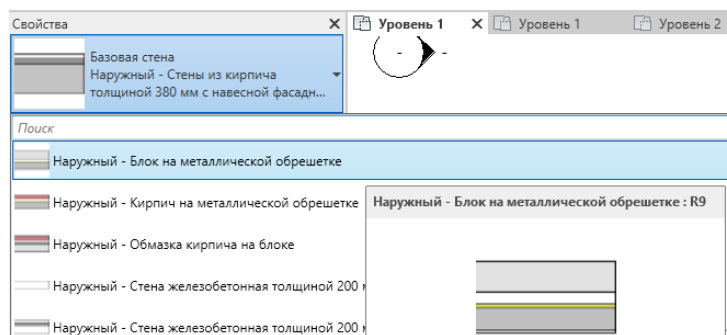 Свойства
Уровень 1
Уровень 1
Уровень 2
Базовая стена
Наружный - Стены из кирпича
толщиной 380 мм с навесной фасадн...
Поиск
Наружный - Блок на металлической обрешетке
Наружный - Кирпич на металлической обрешетке
Наружный - Блок на металлической обрешетке : R9
Наружный - Обмазка кирпича на блоке
Наружный - Стена железобетонная толщиной 200
Наружный - Стена железобетонная толщиной 200